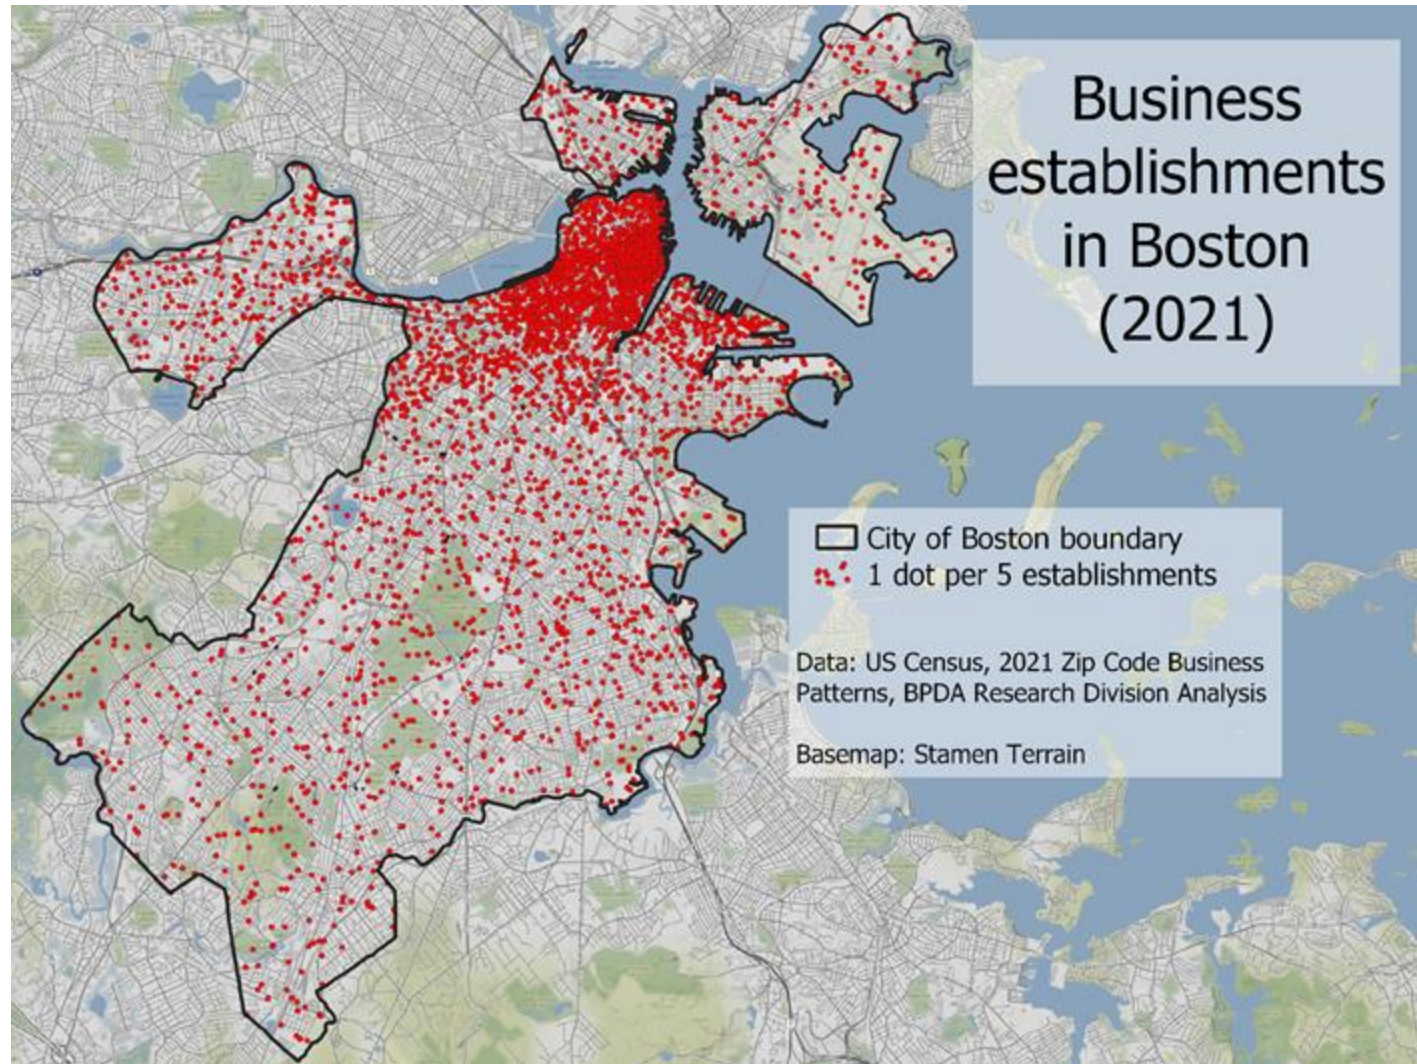 Business
establishments
in Boston
(2021)
City of Boston boundary
1 dot per 5 establishments
Data: US Census, 2021 Zip Code Business
Patterns, BPDA Research Division Analysis
Basemap: Stamen Terrain